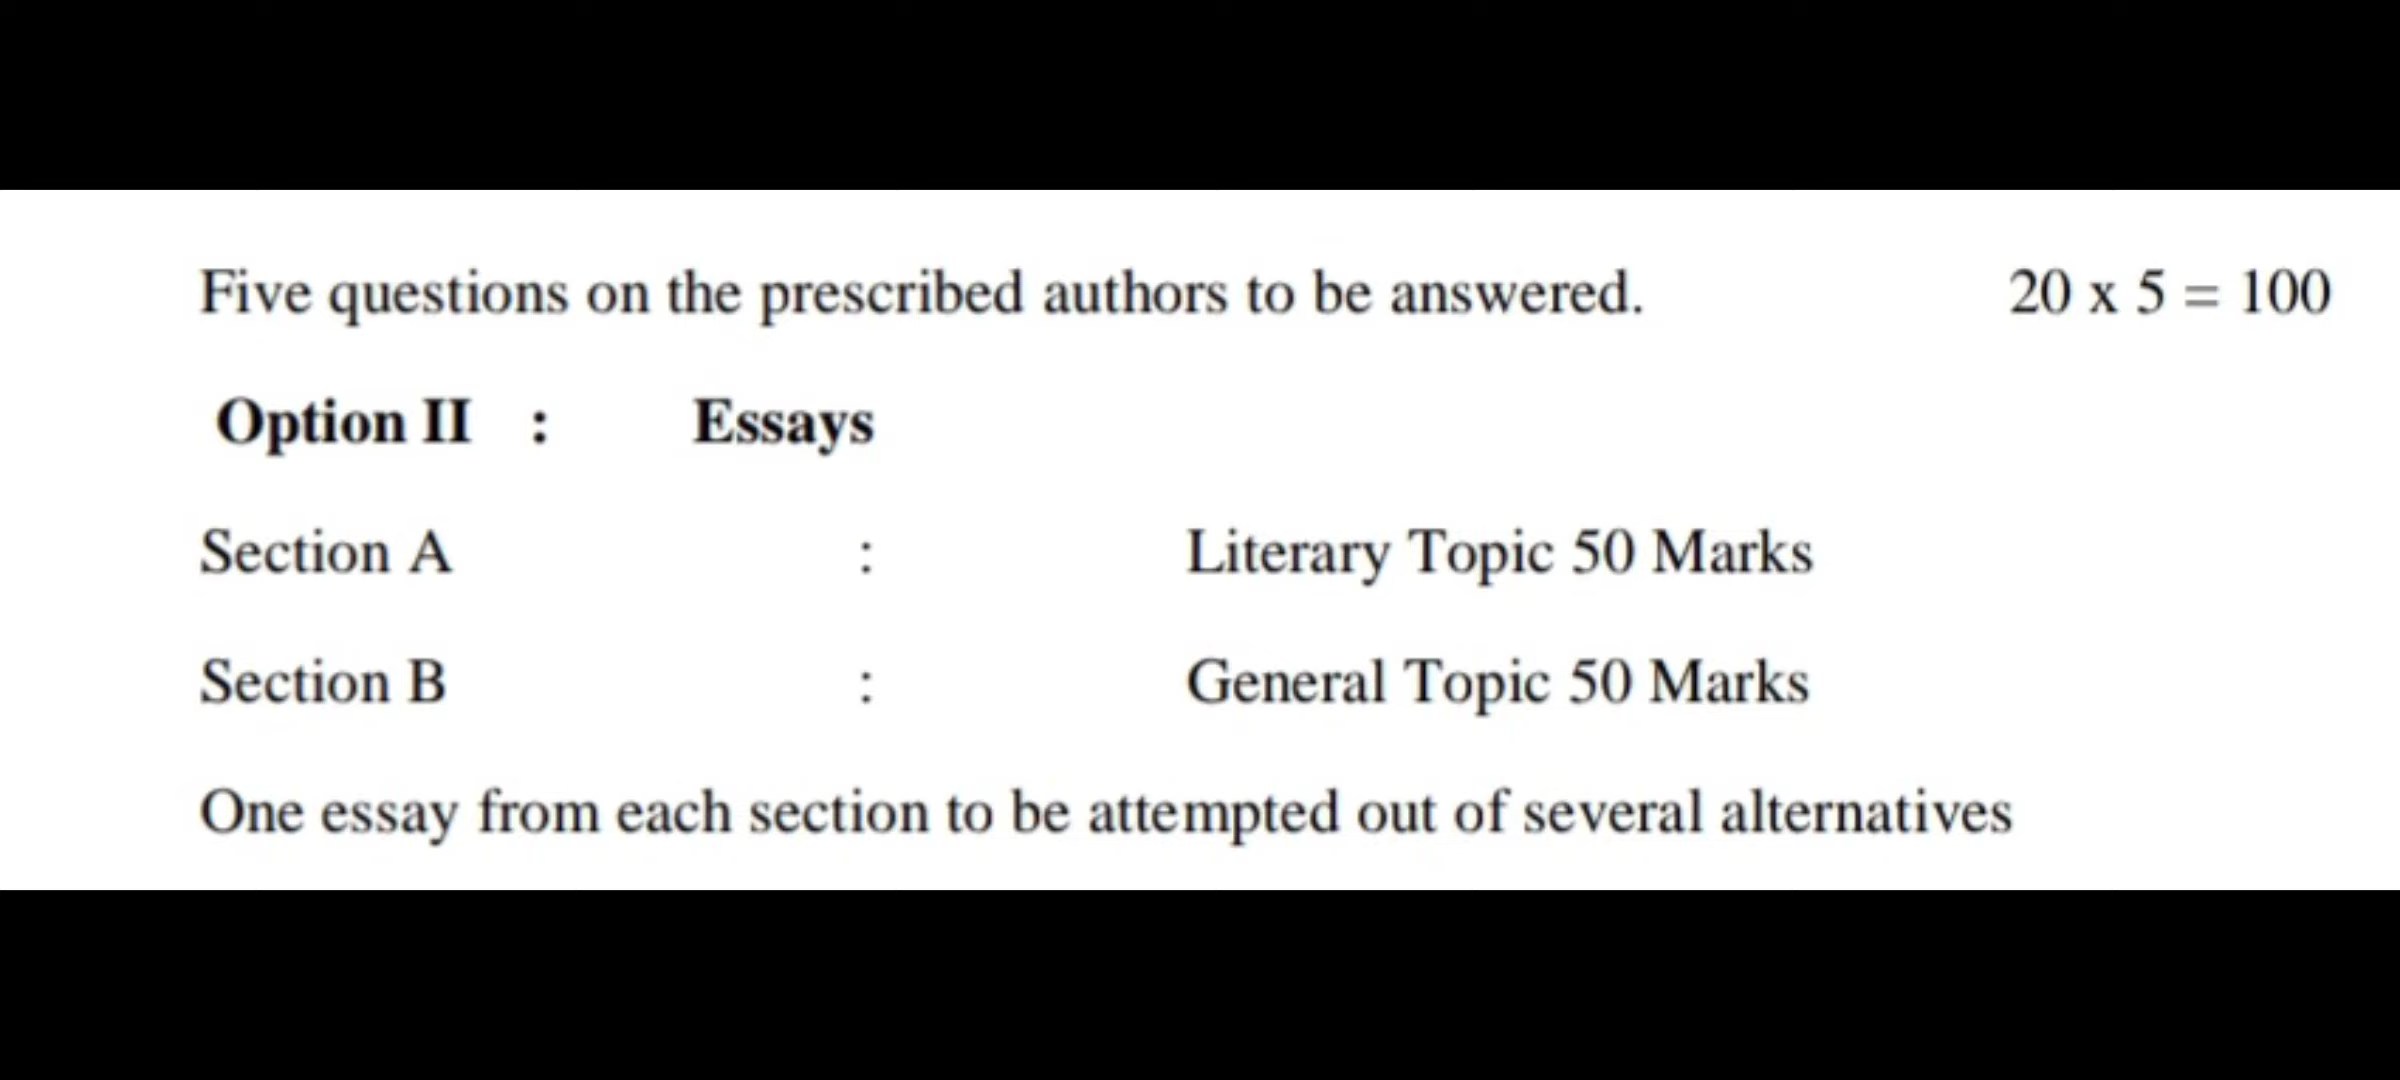 Five questions on the prescribed authors to be answered. 20 x 5 = 100
Option II : Essays
Section A : Literary Topic 50 Marks
Section B : General Topic 50 Marks
One essay from each section to be attempted out of several alternatives